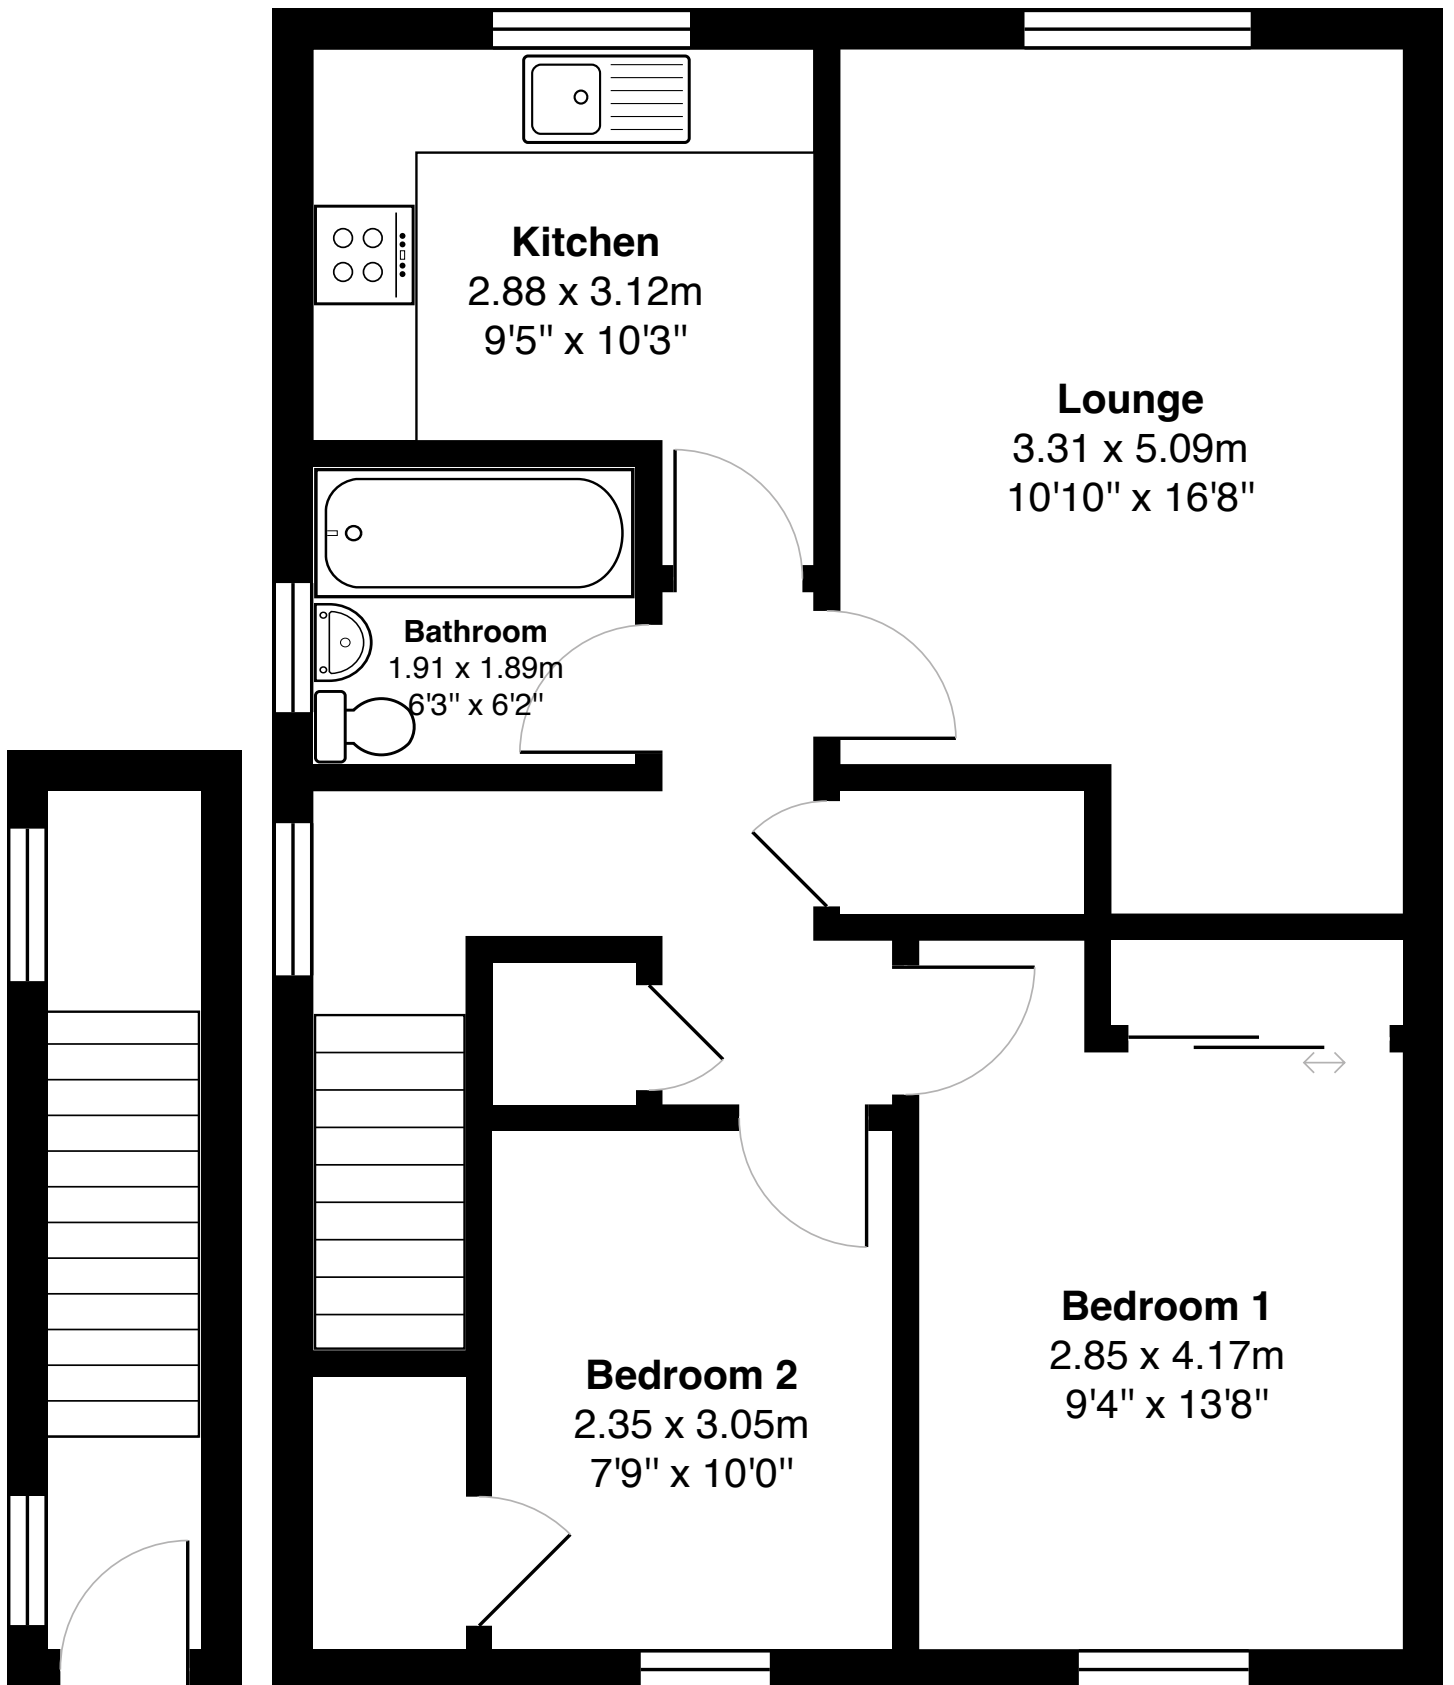 Kitchen
2.88 x 3.12m
9'5" x 10'3"
Lounge
3.31 x 5.09m
10'10" x 16'8"
Bathroom
1.91 x 1.89m
6'3" x 6'2"
Bedroom 1
2.85 x 4.17m
9'4" x 13'8"
Bedroom 2
2.35 x 3.05m
7'9" x 10'0"